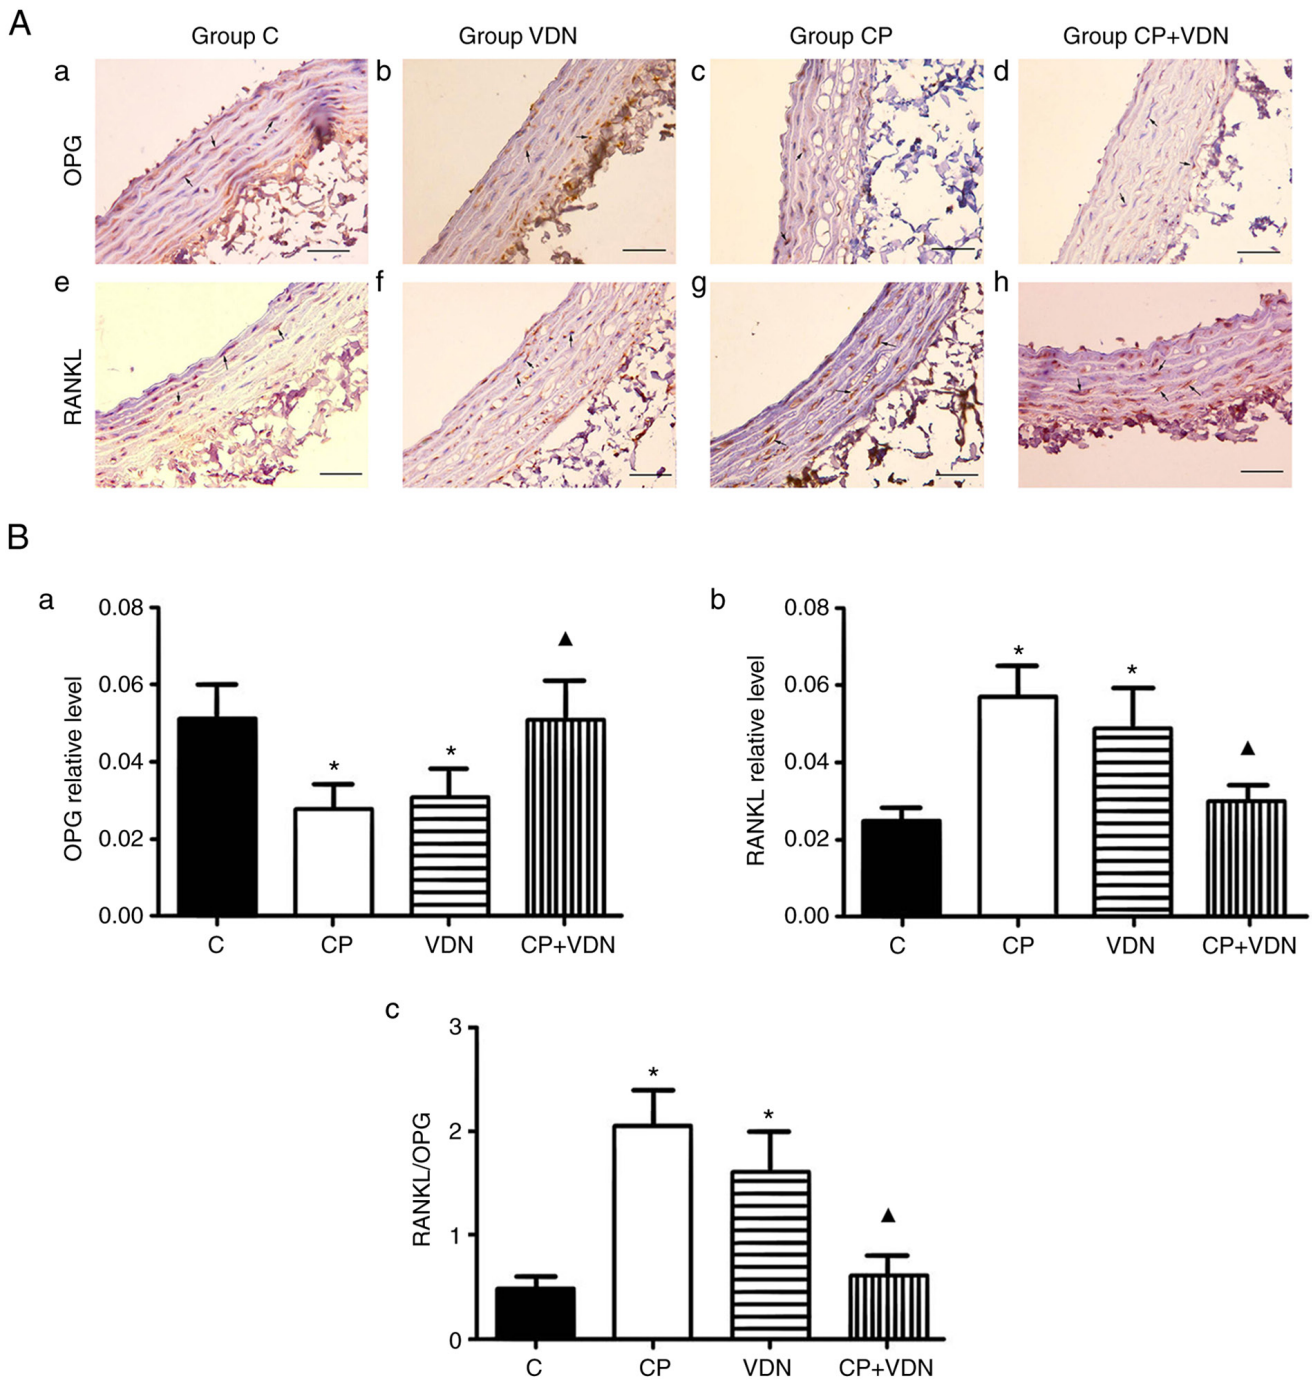 A
Group C
Group VDN
Group CP
Group CP+VDN
a
b
c
d
OPG
e
f
g
h
RANKL
B
a
OPG relative level
0.08
0.06
0.04
0.02
0.00
*
*
▲
C
CP
VDN
CP+VDN
b
RANKL relative level
0.08
0.06
0.04
0.02
0.00
*
*
▲
C
CP
VDN
CP+VDN
c
RANKL/OPG
3
2
1
0
*
*
▲
C
CP
VDN
CP+VDN